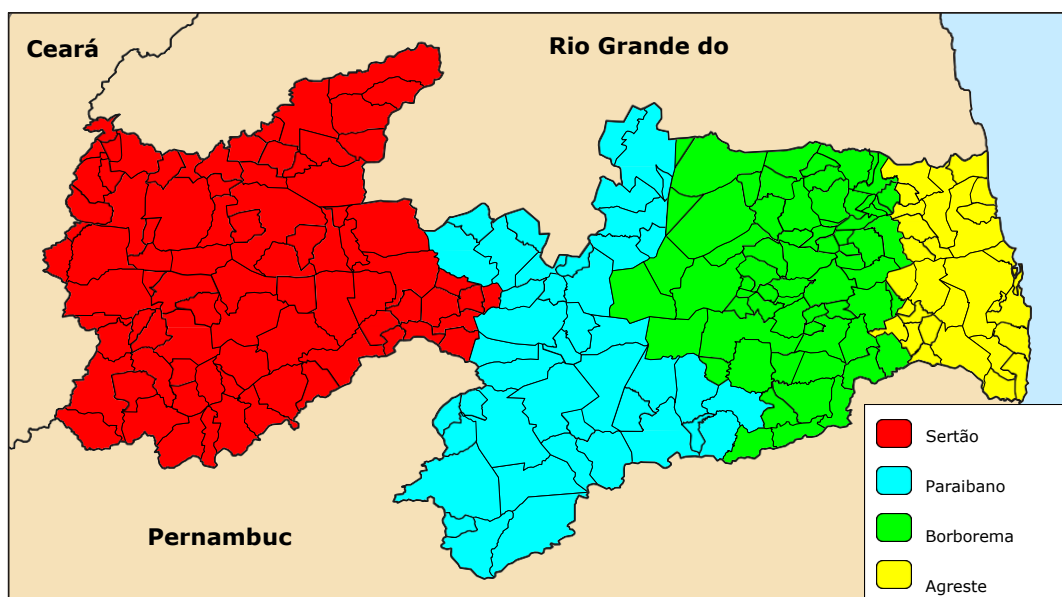 Ceará
Rio Grande do
Pernambuc
Sertão
Paraibano
Borborema
Agreste